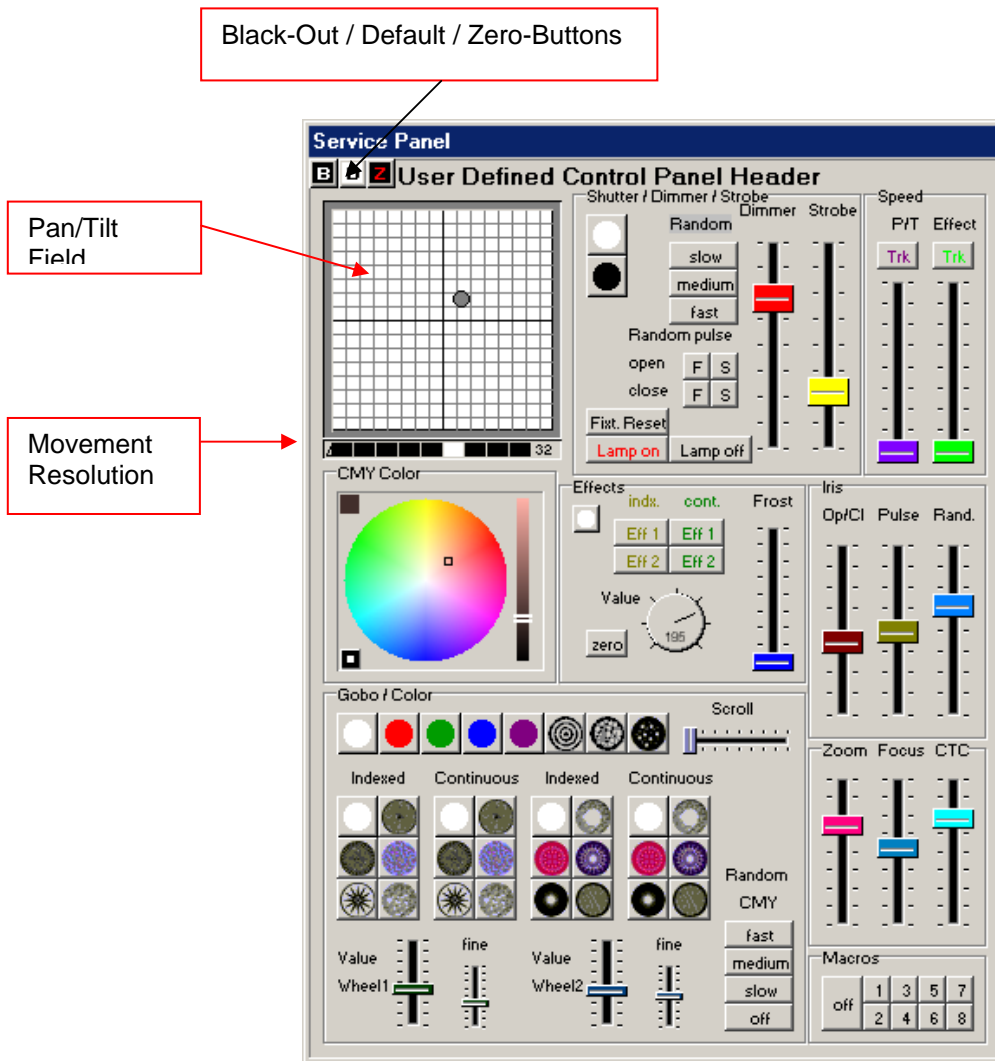 Black-Out / Default / Zero-Buttons
Service Panel
B Z User Defined Control Panel Header
Pan/Tilt
Field
Movement
Resolution
32
Shutter / Dimmer / Strobe
Random
slow
medium
fast
Random pulse
open F S
close F S
Fixt. Reset
Lamp on Lamp off
Dimmer Strobe
Speed
P/T Effect
Trk Trk
CMY Color
Effects
indx. cont.
Eff 1 Eff 1
Eff 2 Eff 2
Value
195
zero
Frost
Iris
Op/Cl Pulse Rand.
Gobo / Color
Scroll
Indexed Continuous Indexed Continuous
Value
Wheel1
fine
Value
Wheel2
fine
Random
CMY
fast
medium
slow
off
Zoom Focus CTC
Macros
off 1 3 5 7
2 4 6 8